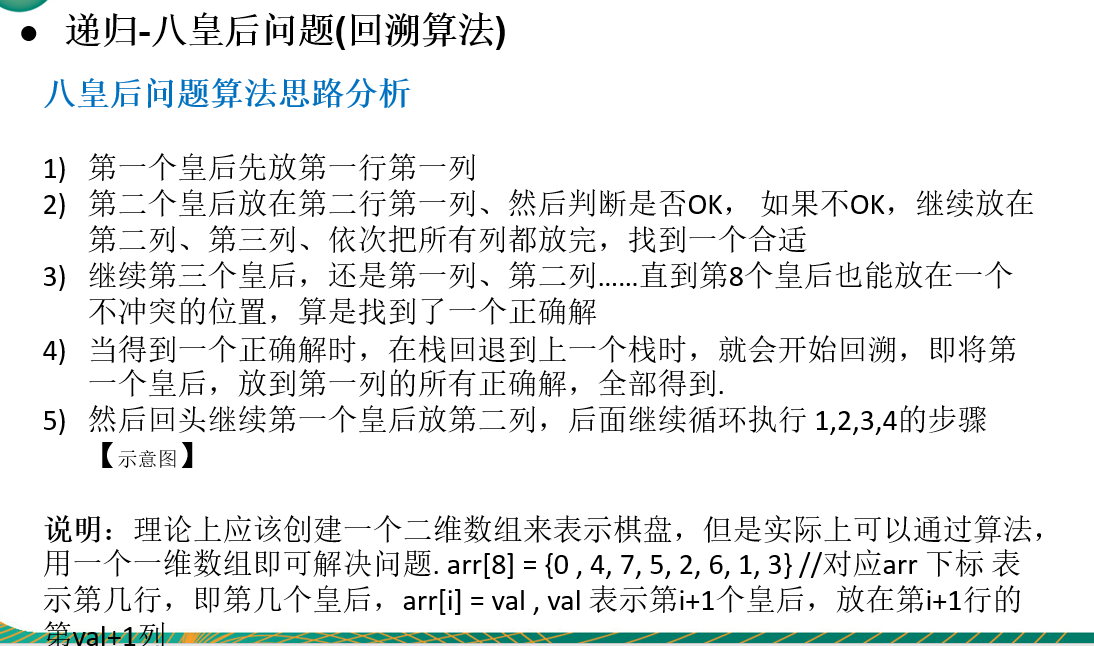 ● 递归-八皇后问题(回溯算法)
八皇后问题算法思路分析
1) 第一个皇后先放第一行第一列
2) 第二个皇后放在第二行第一列、然后判断是否OK， 如果不OK，继续放在
第二列、第三列、依次把所有列都放完，找到一个合适
3) 继续第三个皇后，还是第一列、第二列……直到第8个皇后也能放在一个
不冲突的位置，算是找到了一个正确解
4) 当得到一个正确解时，在栈回退到上一个栈时，就会开始回溯，即将第
一个皇后，放到第一列的所有正确解，全部得到.
5) 然后回头继续第一个皇后放第二列，后面继续循环执行 1,2,3,4的步骤
【示意图】
说明：理论上应该创建一个二维数组来表示棋盘，但是实际上可以通过算法，
用一个一维数组即可解决问题. arr[8] = {0 , 4, 7, 5, 2, 6, 1, 3} //对应arr 下标 表
示第几行，即第几个皇后，arr[i] = val , val 表示第i+1个皇后，放在第i+1行的
第val+1列